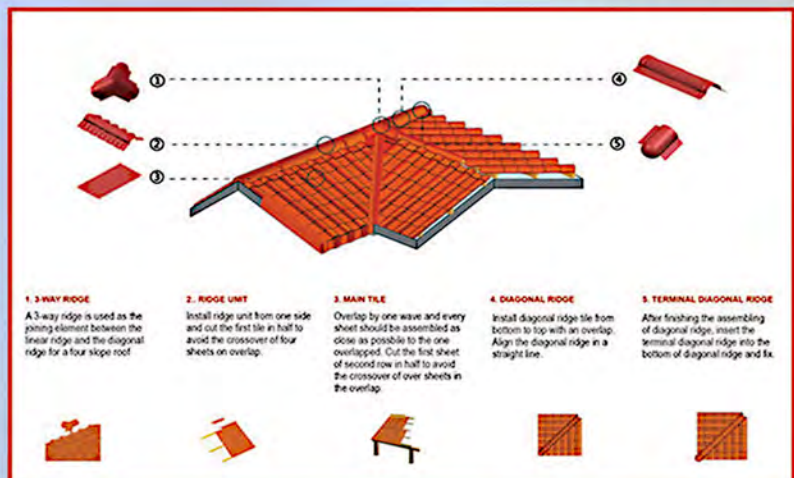 ①
②
③
④
⑤
1. 3-WAY RIDGE
A 3-way ridge is used as the
joining element between the
linear ridge and the diagonal
ridge for a four slope roof
2.. RIDGE UNIT
Install ridge unit from one side
and cut the first tile in half to
avoid the crossover of four
sheets on overlap.
3. MAIN TILE
Overlap by one wave and every
sheet should be assembled as
close as possbile to the one
overlapped. Cut the first sheet
of second row in half to avoid
the crossover of over sheets in
the overlap.
4. DIAGONAL RIDGE
Install diagonal ridge tile from
bottom to top with an overlap.
Align the diagonal ridge in a
straight line.
5. TERMINAL DIAGONAL RIDGE
After finishing the assembling
of diagonal ridge, insert the
terminal diagonal ridge into the
bottom of diagonal ridge and fix.